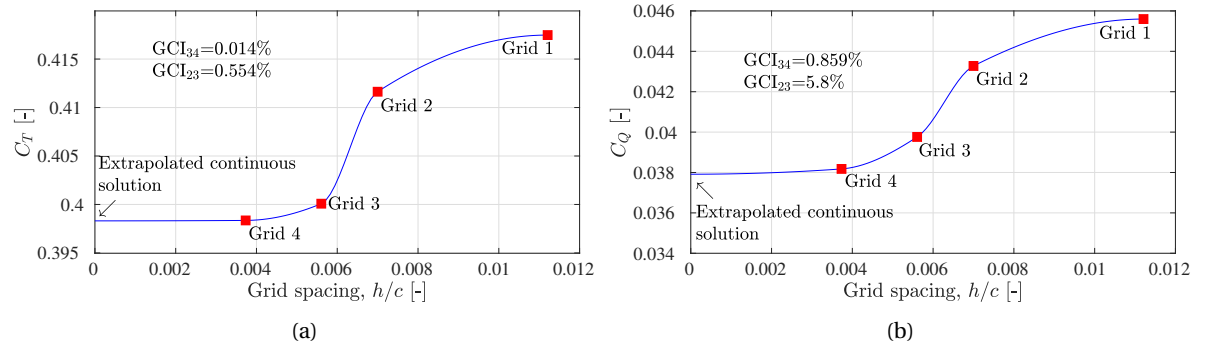 GCI34=0.014%
GCI23=0.554%
Grid 1
Grid 2
Grid 3
Grid 4
Extrapolated continuous
solution
0.415
0.41
0.405
0.4
0.395
C_T [-]
0 0.002 0.004 0.006 0.008 0.01 0.012
Grid spacing, h/c [-]
(a)
0.046
0.044
0.042
0.04
0.038
0.036
0.034
C_Q [-]
GCI34=0.859%
GCI23=5.8%
Grid 1
Grid 2
Grid 3
Grid 4
Extrapolated continuous
solution
0 0.002 0.004 0.006 0.008 0.01 0.012
Grid spacing, h/c [-]
(b)